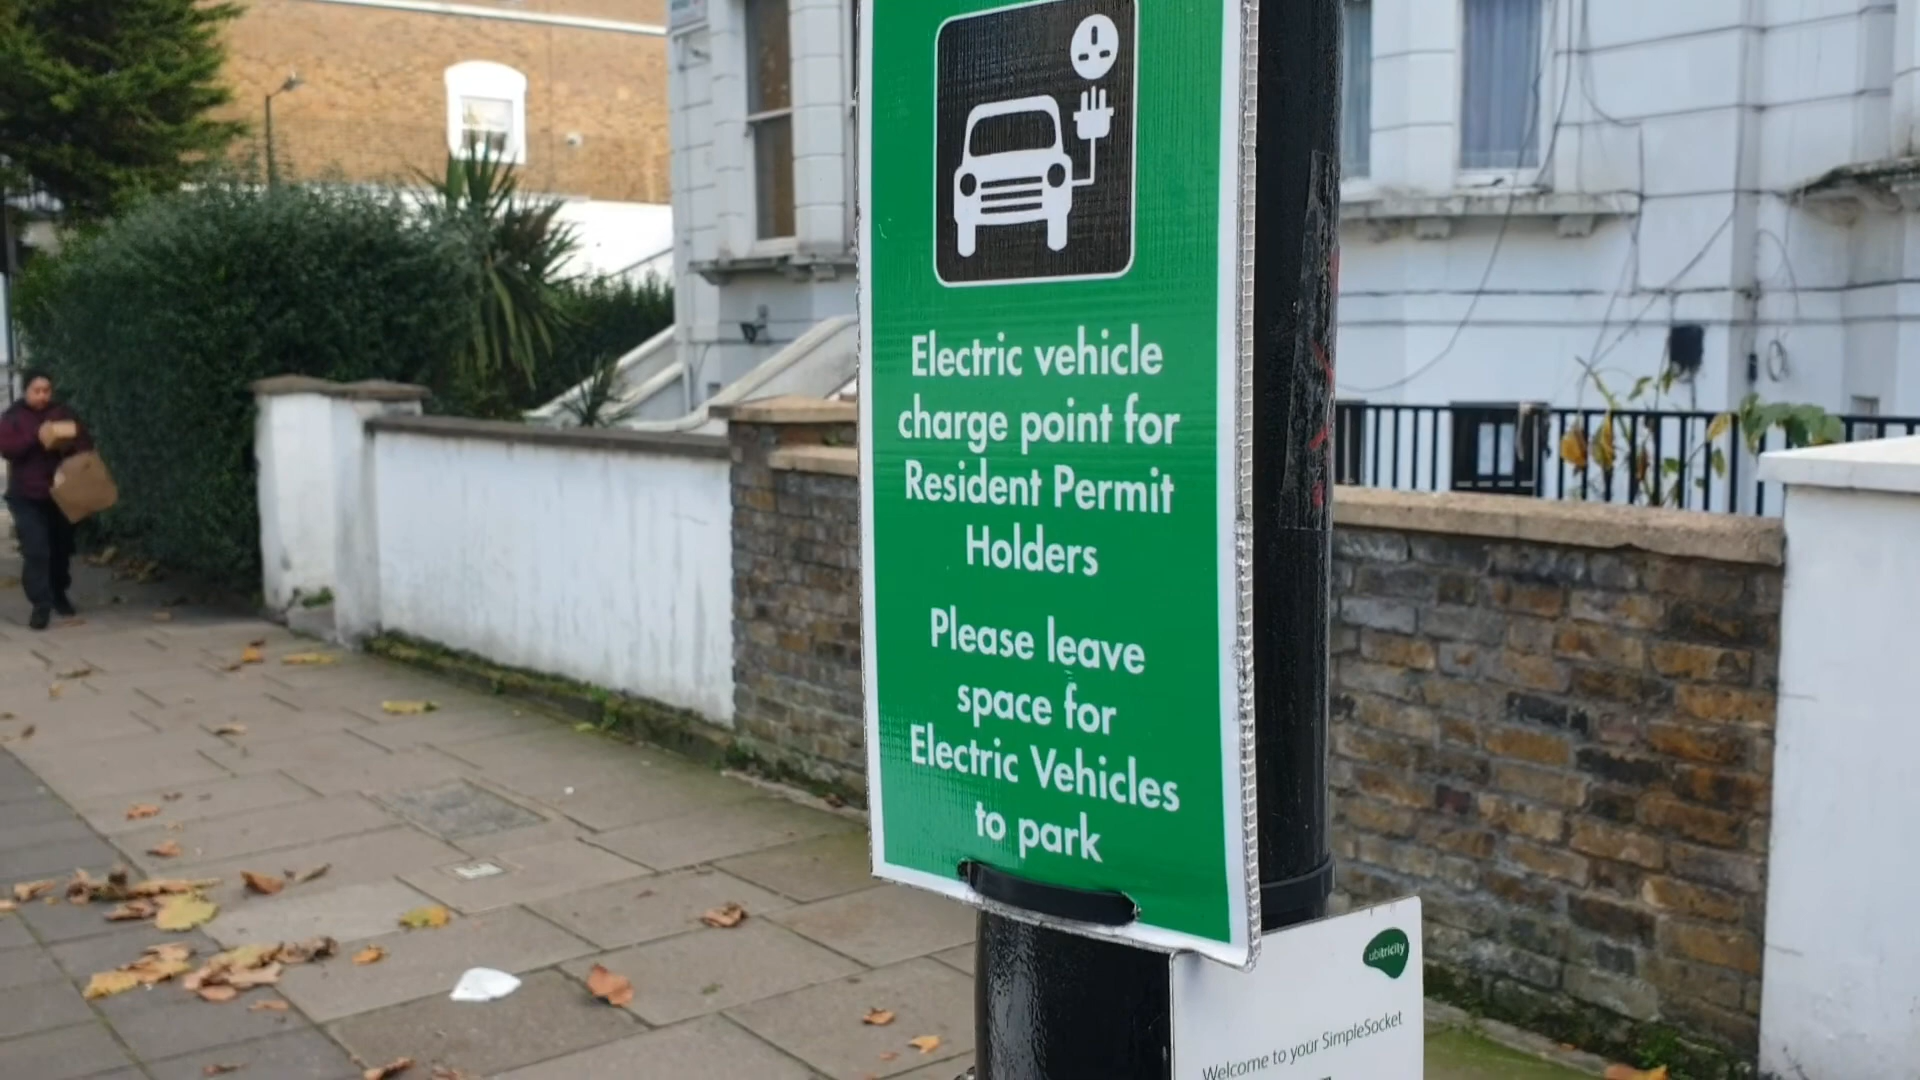 Electric vehicle
charge point for
Resident Permit
Holders
Please leave
space for
Electric Vehicles
to park
ubitricity
Welcome to your SimpleSocket